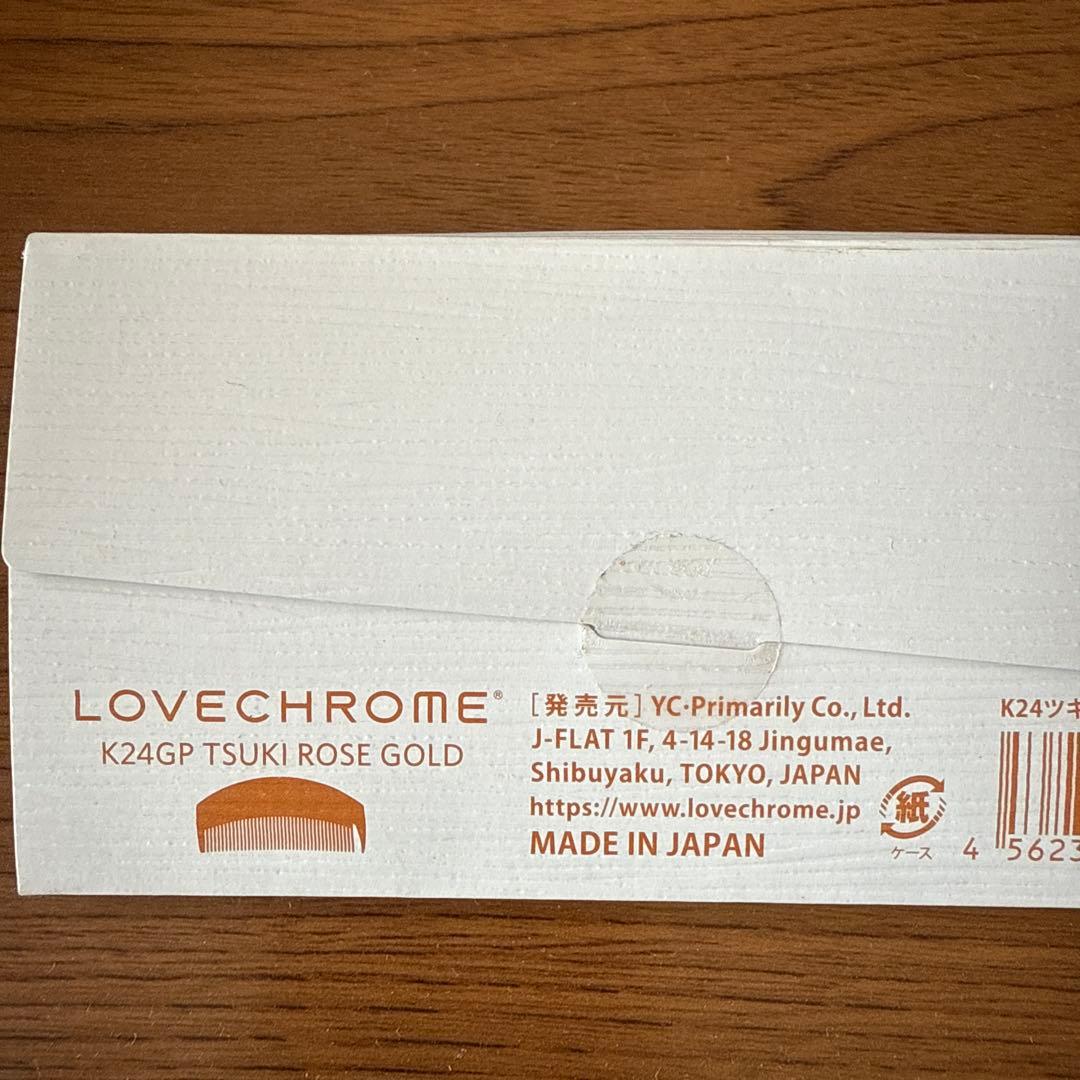 LOVECHROME®
K24GP TSUKI ROSE GOLD
[発売元] YC·Primarily Co., Ltd.
J-FLAT 1F, 4-14-18 Jingumae,
Shibuyaku, TOKYO, JAPAN
https://www.lovechrome.jp
MADE IN JAPAN
紙
ケース
K24ツキ
4 5623